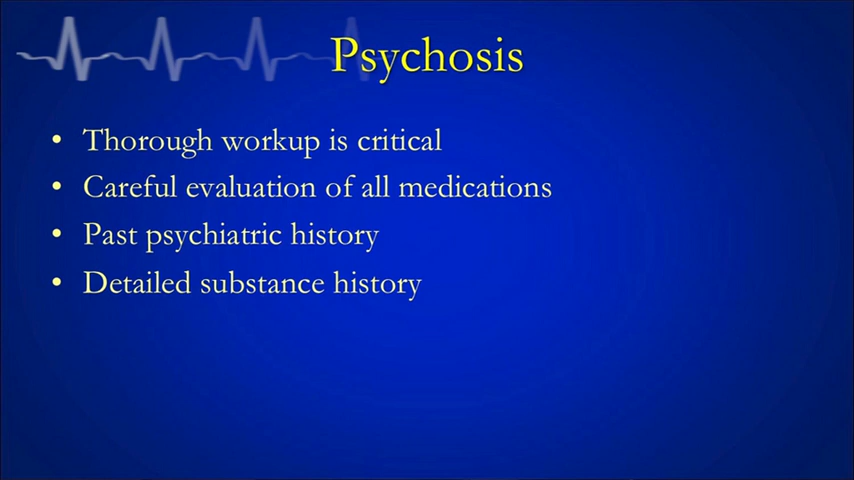 Psychosis
• Thorough workup is critical
• Careful evaluation of all medications
• Past psychiatric history
• Detailed substance history